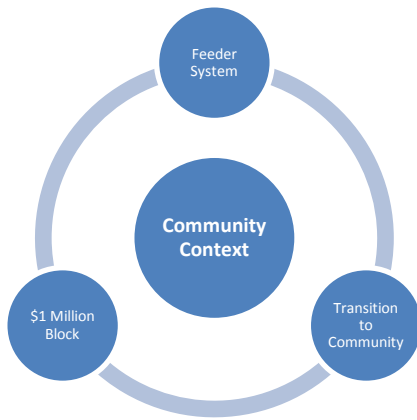 Feeder
System
Community
Context
$1 Million
Block
Transition
to
Community